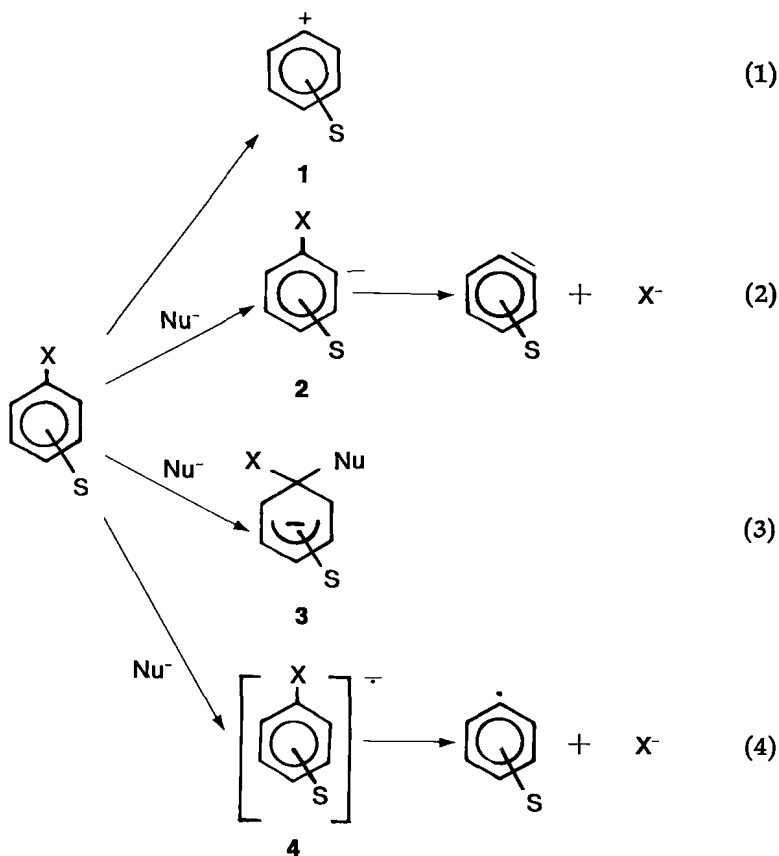 +
(1)
S
1
X
−
Nu⁻
+ X⁻ (2)
S
S
2
X
S
Nu⁻
X Nu
−
(3)
S
3
Nu⁻
X
S
+ X⁻ (4)
S
4